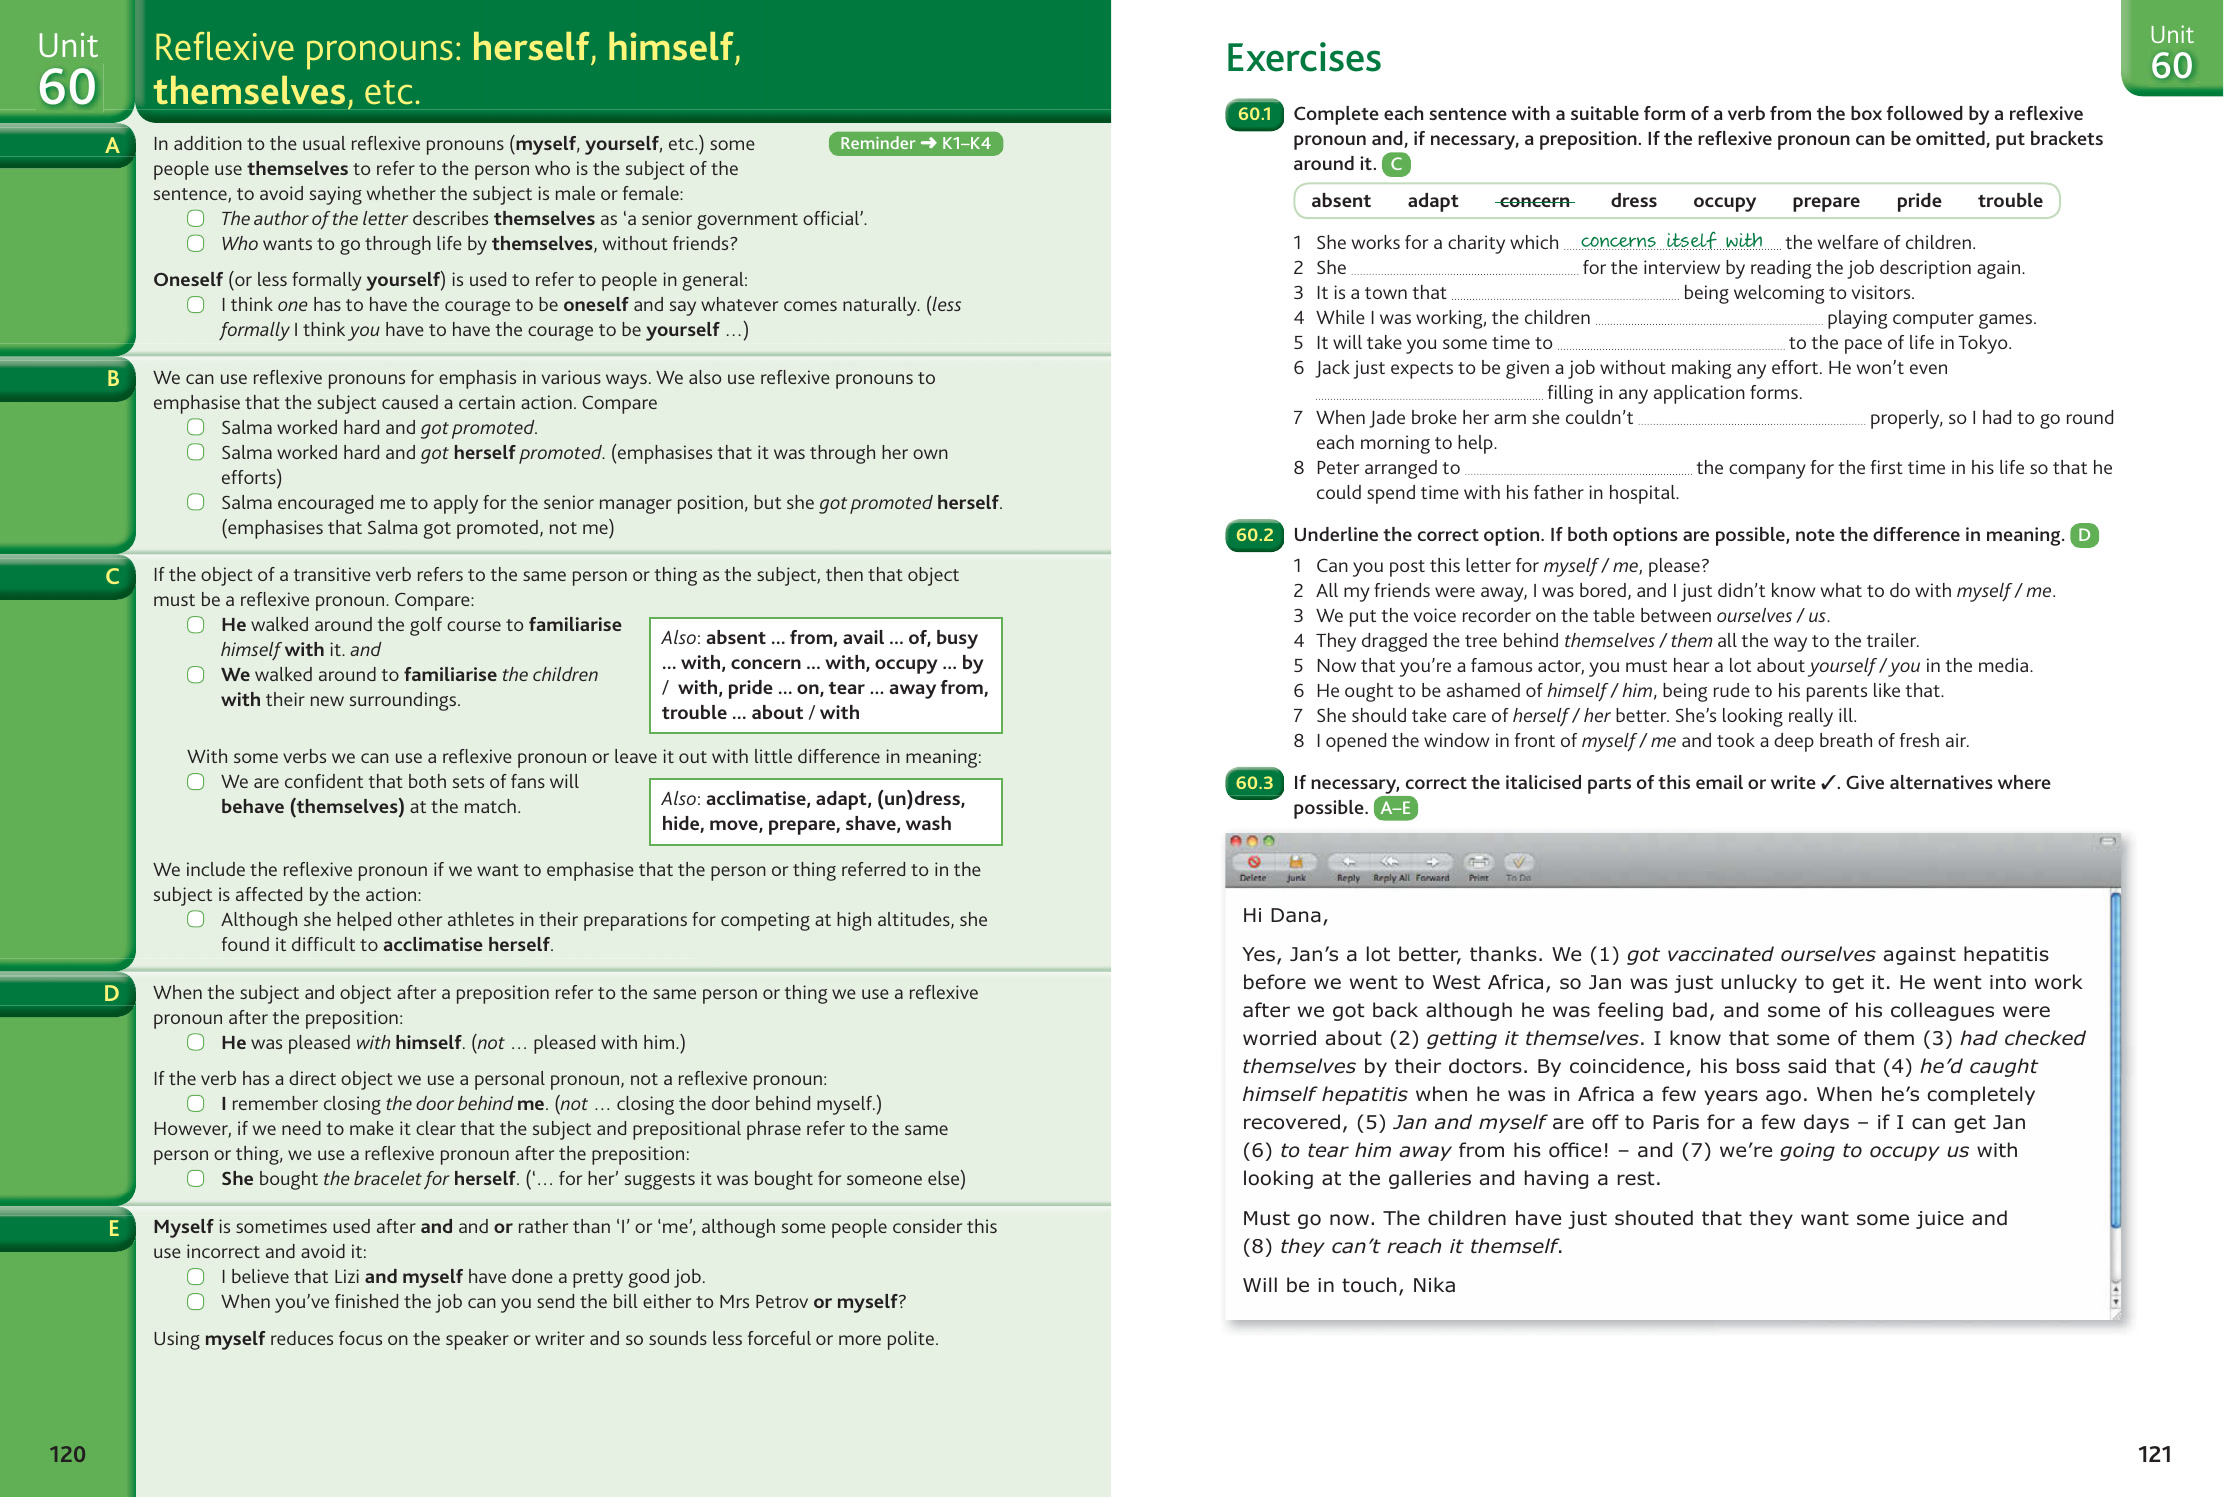 Unit
60
Reflexive pronouns: herself, himself,
themselves, etc.
A
In addition to the usual reflexive pronouns (myself, yourself, etc.) some
Reminder ➜ K1–K4
people use themselves to refer to the person who is the subject of the
sentence, to avoid saying whether the subject is male or female:
The author of the letter describes themselves as ‘a senior government official’.
Who wants to go through life by themselves, without friends?
Oneself (or less formally yourself) is used to refer to people in general:
I think one has to have the courage to be oneself and say whatever comes naturally. (less
formally I think you have to have the courage to be yourself …)
B
We can use reflexive pronouns for emphasis in various ways. We also use reflexive pronouns to
emphasise that the subject caused a certain action. Compare
Salma worked hard and got promoted.
Salma worked hard and got herself promoted. (emphasises that it was through her own
efforts)
Salma encouraged me to apply for the senior manager position, but she got promoted herself.
(emphasises that Salma got promoted, not me)
C
If the object of a transitive verb refers to the same person or thing as the subject, then that object
must be a reflexive pronoun. Compare:
He walked around the golf course to familiarise
himself with it. and
We walked around to familiarise the children
with their new surroundings.
Also: absent ... from, avail ... of, busy
... with, concern ... with, occupy ... by
/ with, pride ... on, tear ... away from,
trouble ... about / with
With some verbs we can use a reflexive pronoun or leave it out with little difference in meaning:
We are confident that both sets of fans will
behave (themselves) at the match.
Also: acclimatise, adapt, (un)dress,
hide, move, prepare, shave, wash
We include the reflexive pronoun if we want to emphasise that the person or thing referred to in the
subject is affected by the action:
Although she helped other athletes in their preparations for competing at high altitudes, she
found it difficult to acclimatise herself.
D
When the subject and object after a preposition refer to the same person or thing we use a reflexive
pronoun after the preposition:
He was pleased with himself. (not … pleased with him.)
If the verb has a direct object we use a personal pronoun, not a reflexive pronoun:
I remember closing the door behind me. (not … closing the door behind myself.)
However, if we need to make it clear that the subject and prepositional phrase refer to the same
person or thing, we use a reflexive pronoun after the preposition:
She bought the bracelet for herself. (‘… for her’ suggests it was bought for someone else)
E
Myself is sometimes used after and and or rather than ‘I’ or ‘me’, although some people consider this
use incorrect and avoid it:
I believe that Lizi and myself have done a pretty good job.
When you’ve finished the job can you send the bill either to Mrs Petrov or myself?
Using myself reduces focus on the speaker or writer and so sounds less forceful or more polite.
120
Exercises
Unit
60
60.1 Complete each sentence with a suitable form of a verb from the box followed by a reflexive
pronoun and, if necessary, a preposition. If the reflexive pronoun can be omitted, put brackets
around it. C
absent adapt concern dress occupy prepare pride trouble
1 She works for a charity which concerns itself with the welfare of children.
2 She ........ for the interview by reading the job description again.
3 It is a town that ........ being welcoming to visitors.
4 While I was working, the children ........ playing computer games.
5 It will take you some time to ........ to the pace of life in Tokyo.
6 Jack just expects to be given a job without making any effort. He won’t even
........ filling in any application forms.
7 When Jade broke her arm she couldn’t ........ properly, so I had to go round
each morning to help.
8 Peter arranged to ........ the company for the first time in his life so that he
could spend time with his father in hospital.
60.2 Underline the correct option. If both options are possible, note the difference in meaning. D
1 Can you post this letter for myself / me, please?
2 All my friends were away, I was bored, and I just didn’t know what to do with myself / me.
3 We put the voice recorder on the table between ourselves / us.
4 They dragged the tree behind themselves / them all the way to the trailer.
5 Now that you’re a famous actor, you must hear a lot about yourself / you in the media.
6 He ought to be ashamed of himself / him, being rude to his parents like that.
7 She should take care of herself / her better. She’s looking really ill.
8 I opened the window in front of myself / me and took a deep breath of fresh air.
60.3 If necessary, correct the italicised parts of this email or write ✓. Give alternatives where
possible. A–E
Delete Junk Reply Reply All Forward Print To Do
Hi Dana,
Yes, Jan’s a lot better, thanks. We (1) got vaccinated ourselves against hepatitis
before we went to West Africa, so Jan was just unlucky to get it. He went into work
after we got back although he was feeling bad, and some of his colleagues were
worried about (2) getting it themselves. I know that some of them (3) had checked
themselves by their doctors. By coincidence, his boss said that (4) he’d caught
himself hepatitis when he was in Africa a few years ago. When he’s completely
recovered, (5) Jan and myself are off to Paris for a few days – if I can get Jan
(6) to tear him away from his office! – and (7) we’re going to occupy us with
looking at the galleries and having a rest.
Must go now. The children have just shouted that they want some juice and
(8) they can’t reach it themself.
Will be in touch, Nika
121